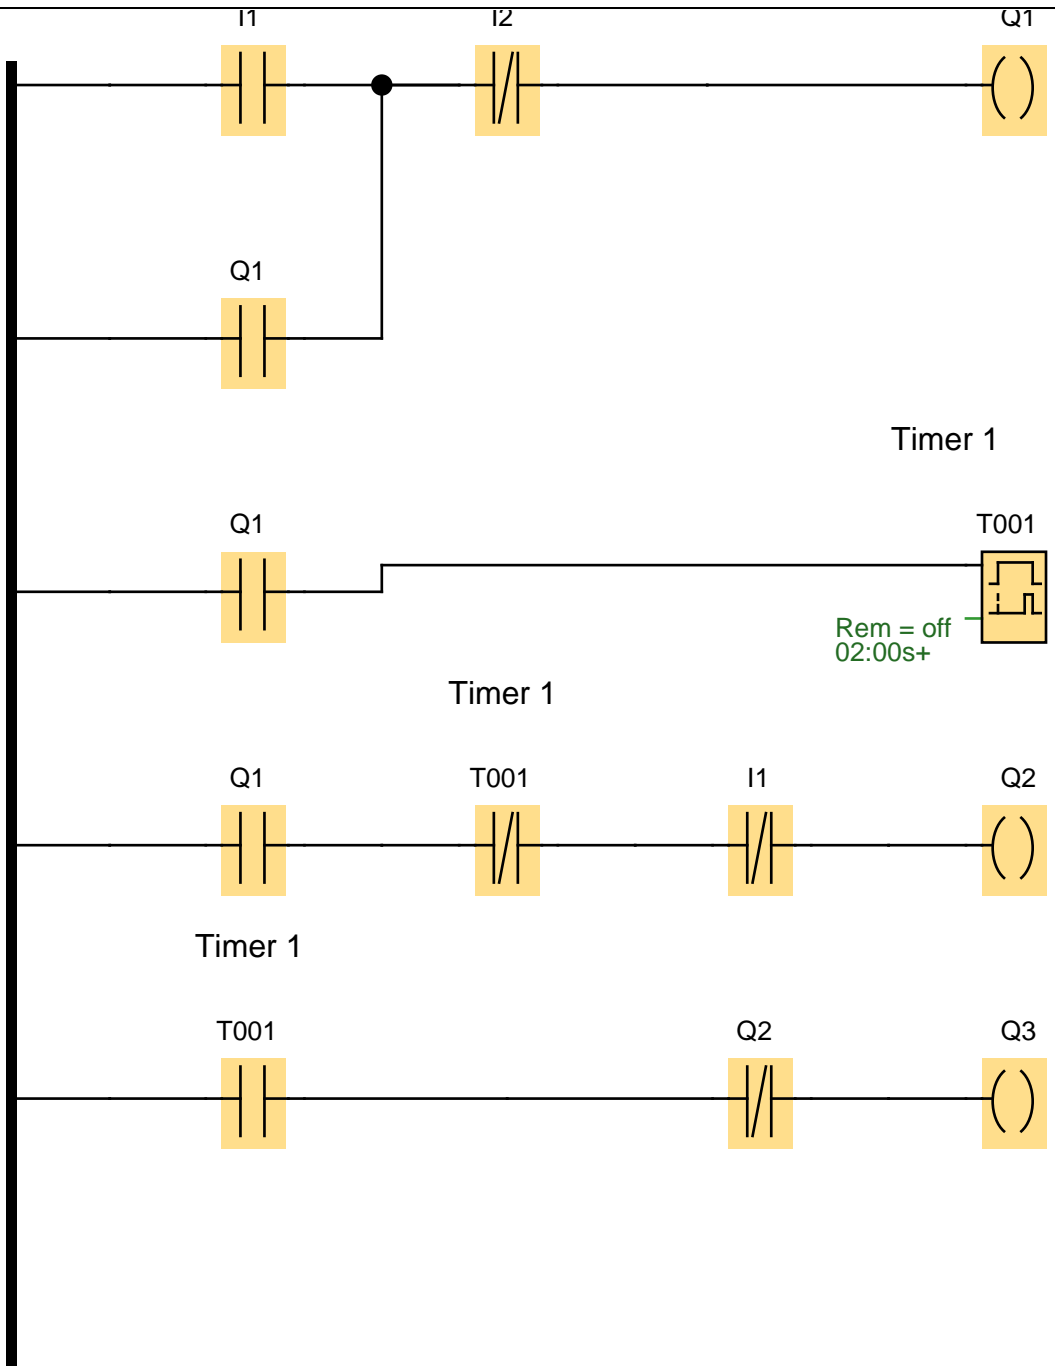 I1 I2 Q1
Q1
Timer 1
Q1 T001
Rem = off
02:00s+
Timer 1
Q1 T001 I1 Q2
Timer 1
T001 Q2 Q3